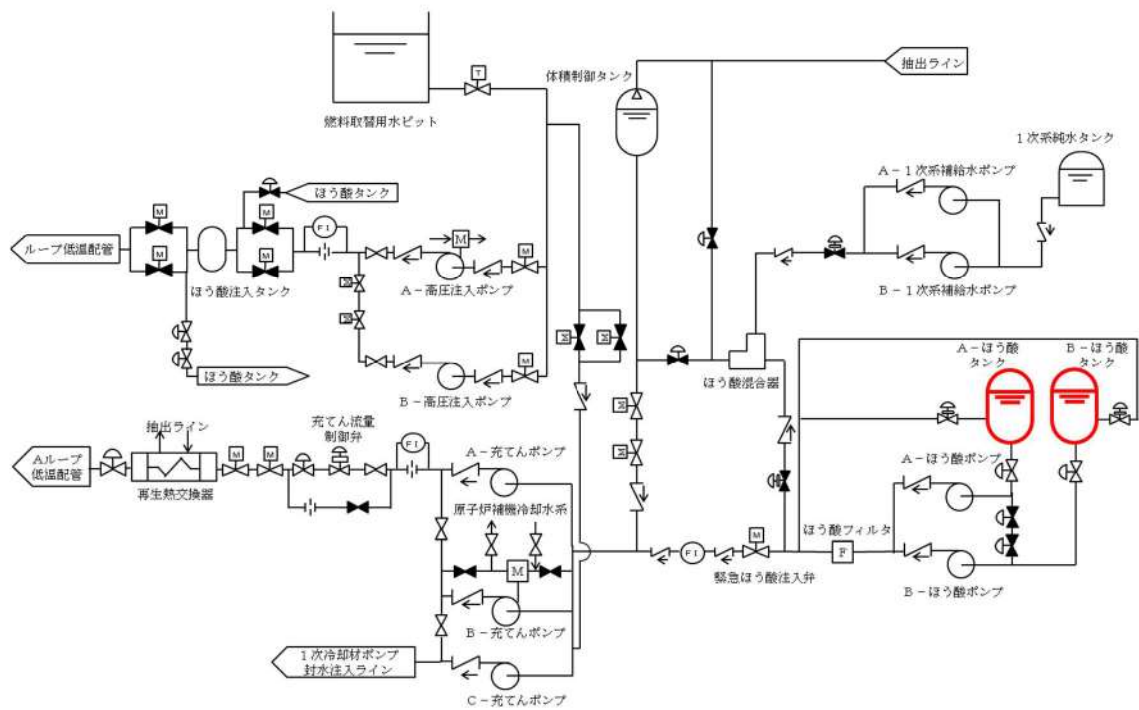 T
体積制御タンク
抽出ライン
燃料取替用水ピット
1次系純水タンク
A－1次系補給水ポンプ
ほう酸タンク
M
M
FI
M
M
ループ低温配管
M
M
ほう酸注入タンク
A－高圧注入ポンプ
B－1次系補給水ポンプ
M
M
M
M
M
ほう酸タンク
B－高圧注入ポンプ
ほう酸混合器
A－ほう酸
タンク
B－ほう酸
タンク
M
M
抽出ライン
充てん流量
制御弁
FI
Aループ
低温配管
M
M
再生熱交換器
A－充てんポンプ
A－ほう酸ポンプ
原子炉補機冷却水系
M
FI
M
緊急ほう酸注入弁
ほう酸フィルタ
F
B－ほう酸ポンプ
B－充てんポンプ
1次冷却材ポンプ
封水注入ライン
C－充てんポンプ